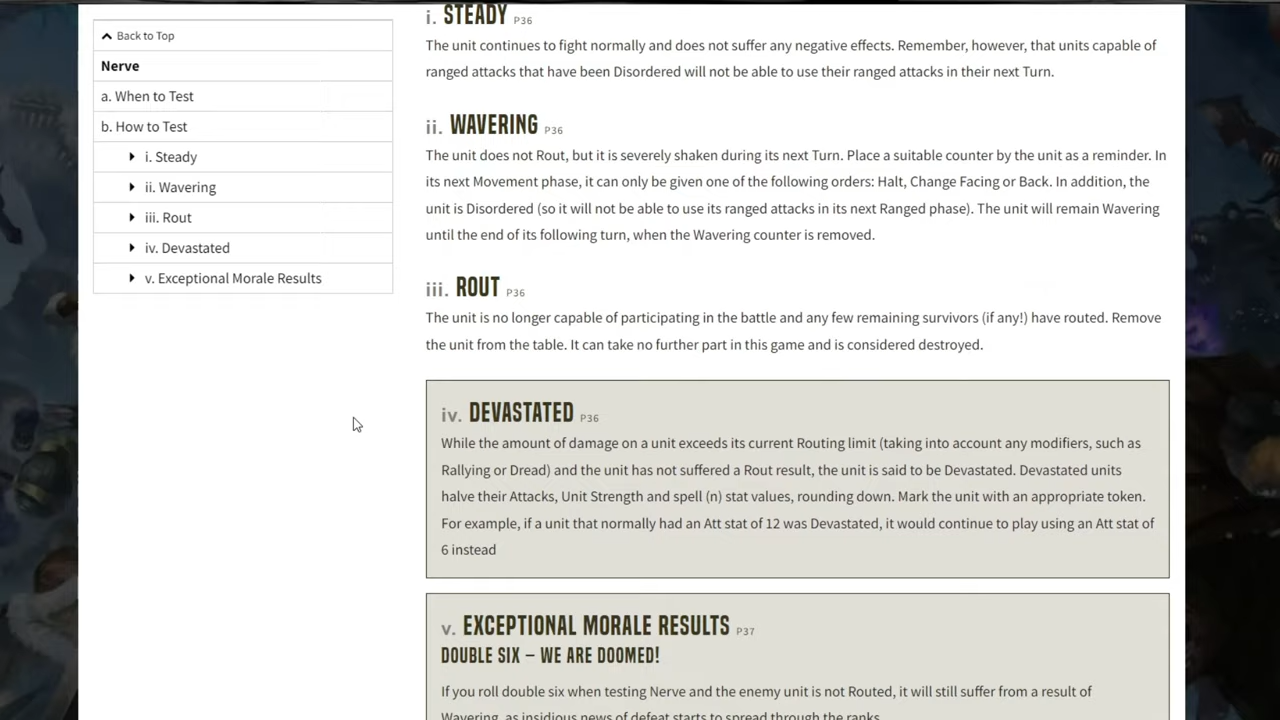 Back to Top
Nerve
a. When to Test
b. How to Test
i. Steady
ii. Wavering
iii. Rout
iv. Devastated
v. Exceptional Morale Results
i. STEADY P36
The unit continues to fight normally and does not suffer any negative effects. Remember, however, that units capable of
ranged attacks that have been Disordered will not be able to use their ranged attacks in their next Turn.
ii. WAVERING P36
The unit does not Rout, but it is severely shaken during its next Turn. Place a suitable counter by the unit as a reminder. In
its next Movement phase, it can only be given one of the following orders: Halt, Change Facing or Back. In addition, the
unit is Disordered (so it will not be able to use its ranged attacks in its next Ranged phase). The unit will remain Wavering
until the end of its following turn, when the Wavering counter is removed.
iii. ROUT P36
The unit is no longer capable of participating in the battle and any few remaining survivors (if any!) have routed. Remove
the unit from the table. It can take no further part in this game and is considered destroyed.
iv. DEVASTATED P36
While the amount of damage on a unit exceeds its current Routing limit (taking into account any modifiers, such as
Rallying or Dread) and the unit has not suffered a Rout result, the unit is said to be Devastated. Devastated units
halve their Attacks, Unit Strength and spell (n) stat values, rounding down. Mark the unit with an appropriate token.
For example, if a unit that normally had an Att stat of 12 was Devastated, it would continue to play using an Att stat of
6 instead
v. EXCEPTIONAL MORALE RESULTS P37
DOUBLE SIX – WE ARE DOOMED!
If you roll double six when testing Nerve and the enemy unit is not Routed, it will still suffer from a result of
Wavering, as insidious news of defeat starts to spread through the ranks.